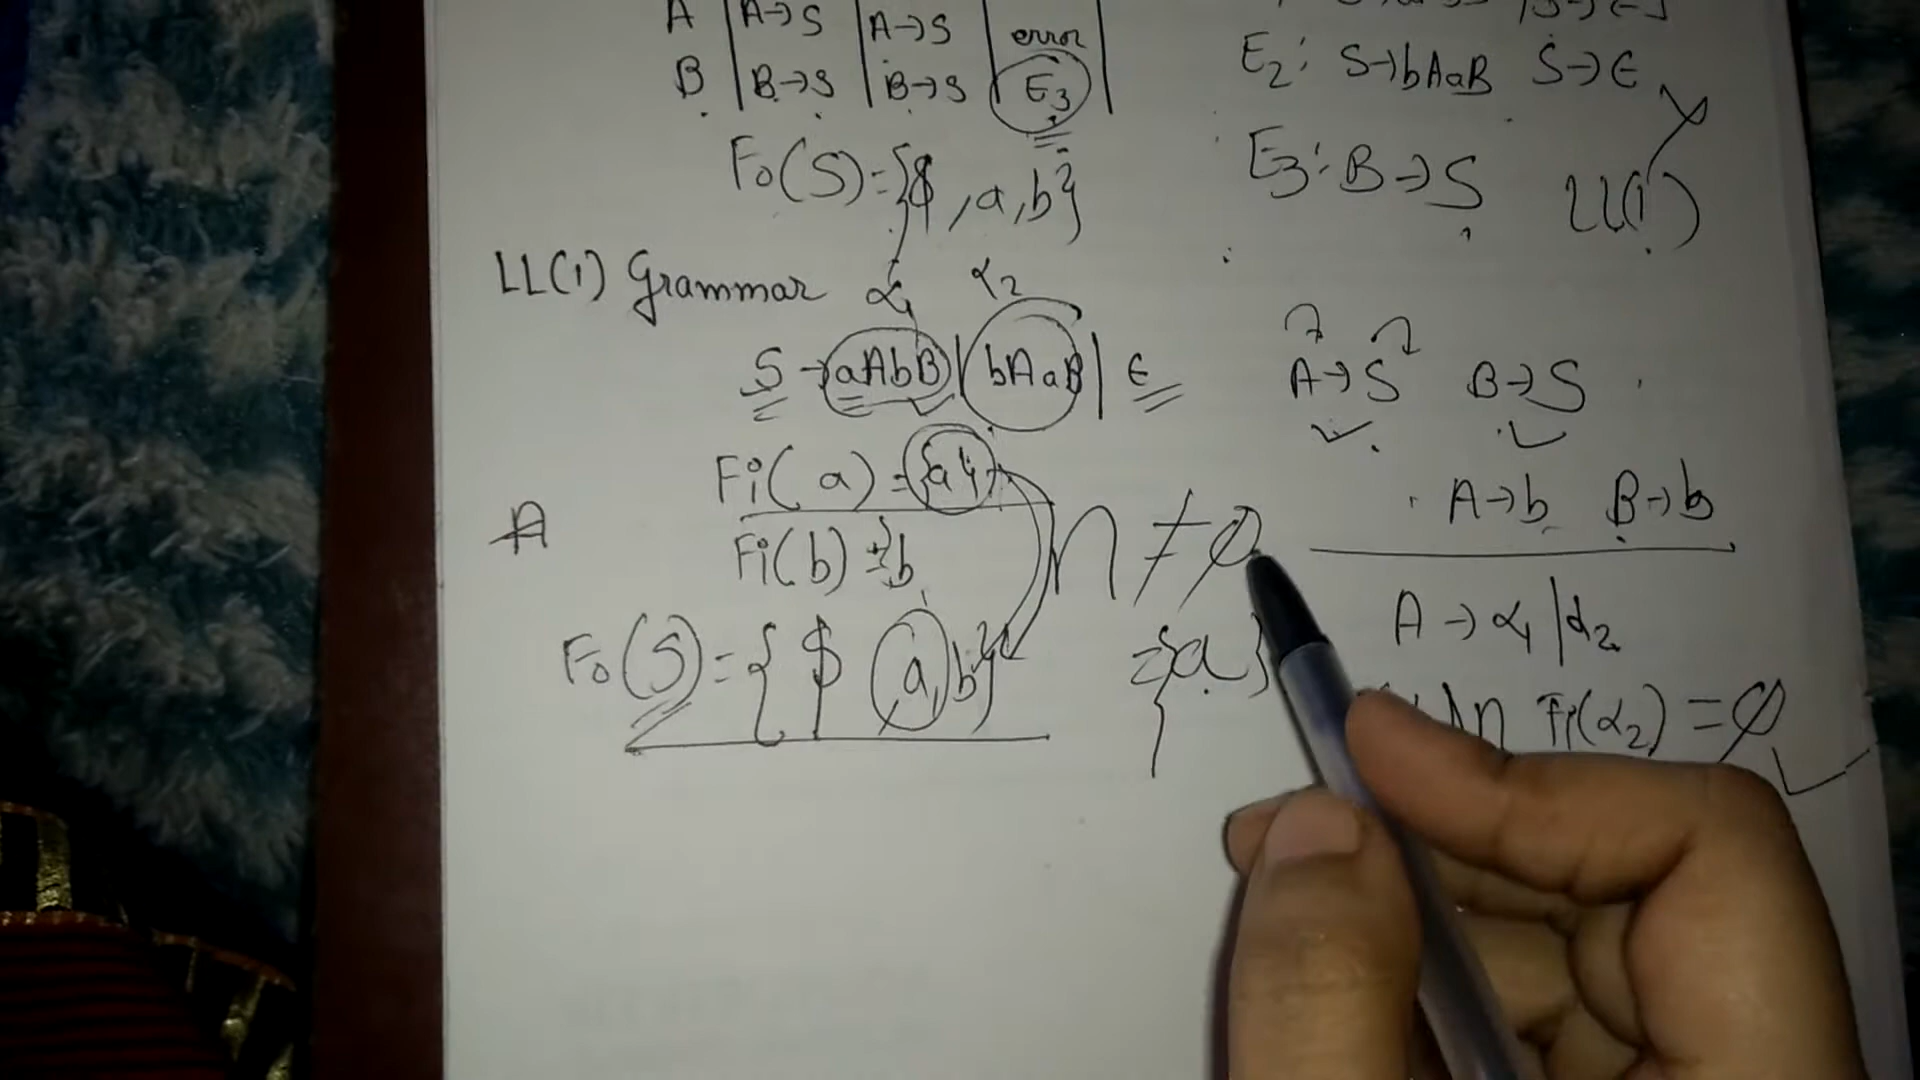 A | A→S | A→S | error |
B | B→S | B→S | E3 |
E2: S→bAaB S→ϵ
Fo(S)={$, a, b}
E3: B→S LL(1)
LL(1) Grammar α1 α2
S→aAbB | bAaB | ϵ
A→S B→S
Fi(a)={a}
A→b B→b
A
Fi(b)={b
∩≠φ
Fo(S)={$ a, b}
={a}
A→α1|α2
∩ Fi(α2)=φ